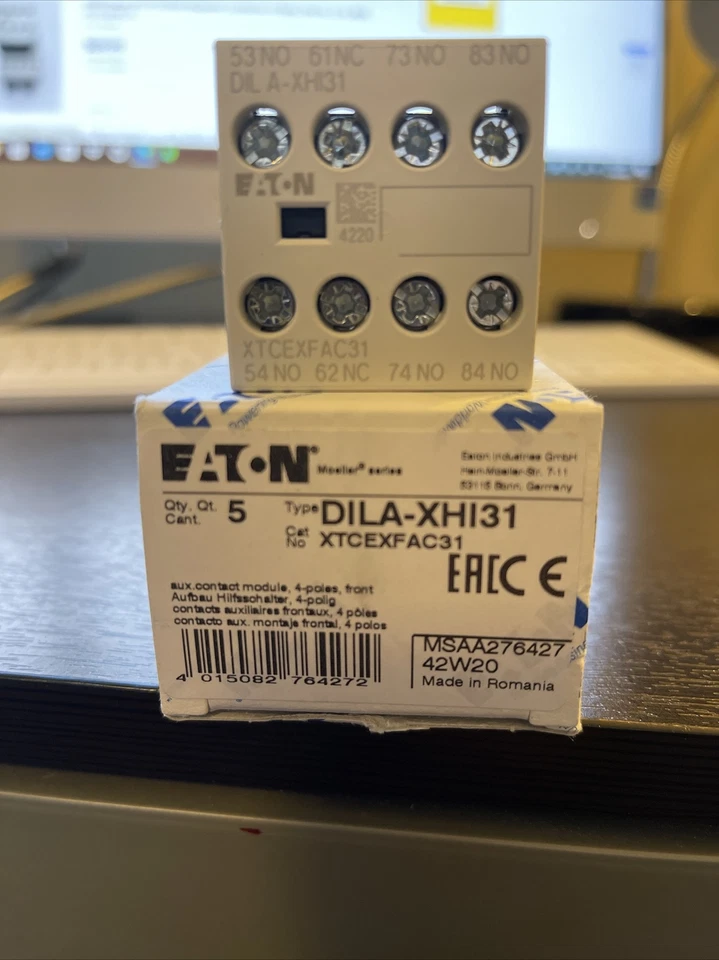 53 NO 61 NC 73 NO 83 NO
DIL A-XHI31
EATON
4220
XTCEXFAC31
54 NO 62 NC 74 NO 84 NO
EATON® Moeller® series
Eaton Industries GmbH
Hein-Moeller-Str. 7-11
53115 Bonn, Germany
Qty. Qt.
Cant. 5
Type DILA-XHI31
Cat
No XTCEXFAC31
EAC CE
aux.contact module, 4-poles, front
Aufbau Hilfsschalter, 4-polig
contacts auxiliaires frontaux, 4 pôles
contacto aux. montaje frontal, 4 polos
4 015082 764272
MSAA276427
42W20
Made in Romania